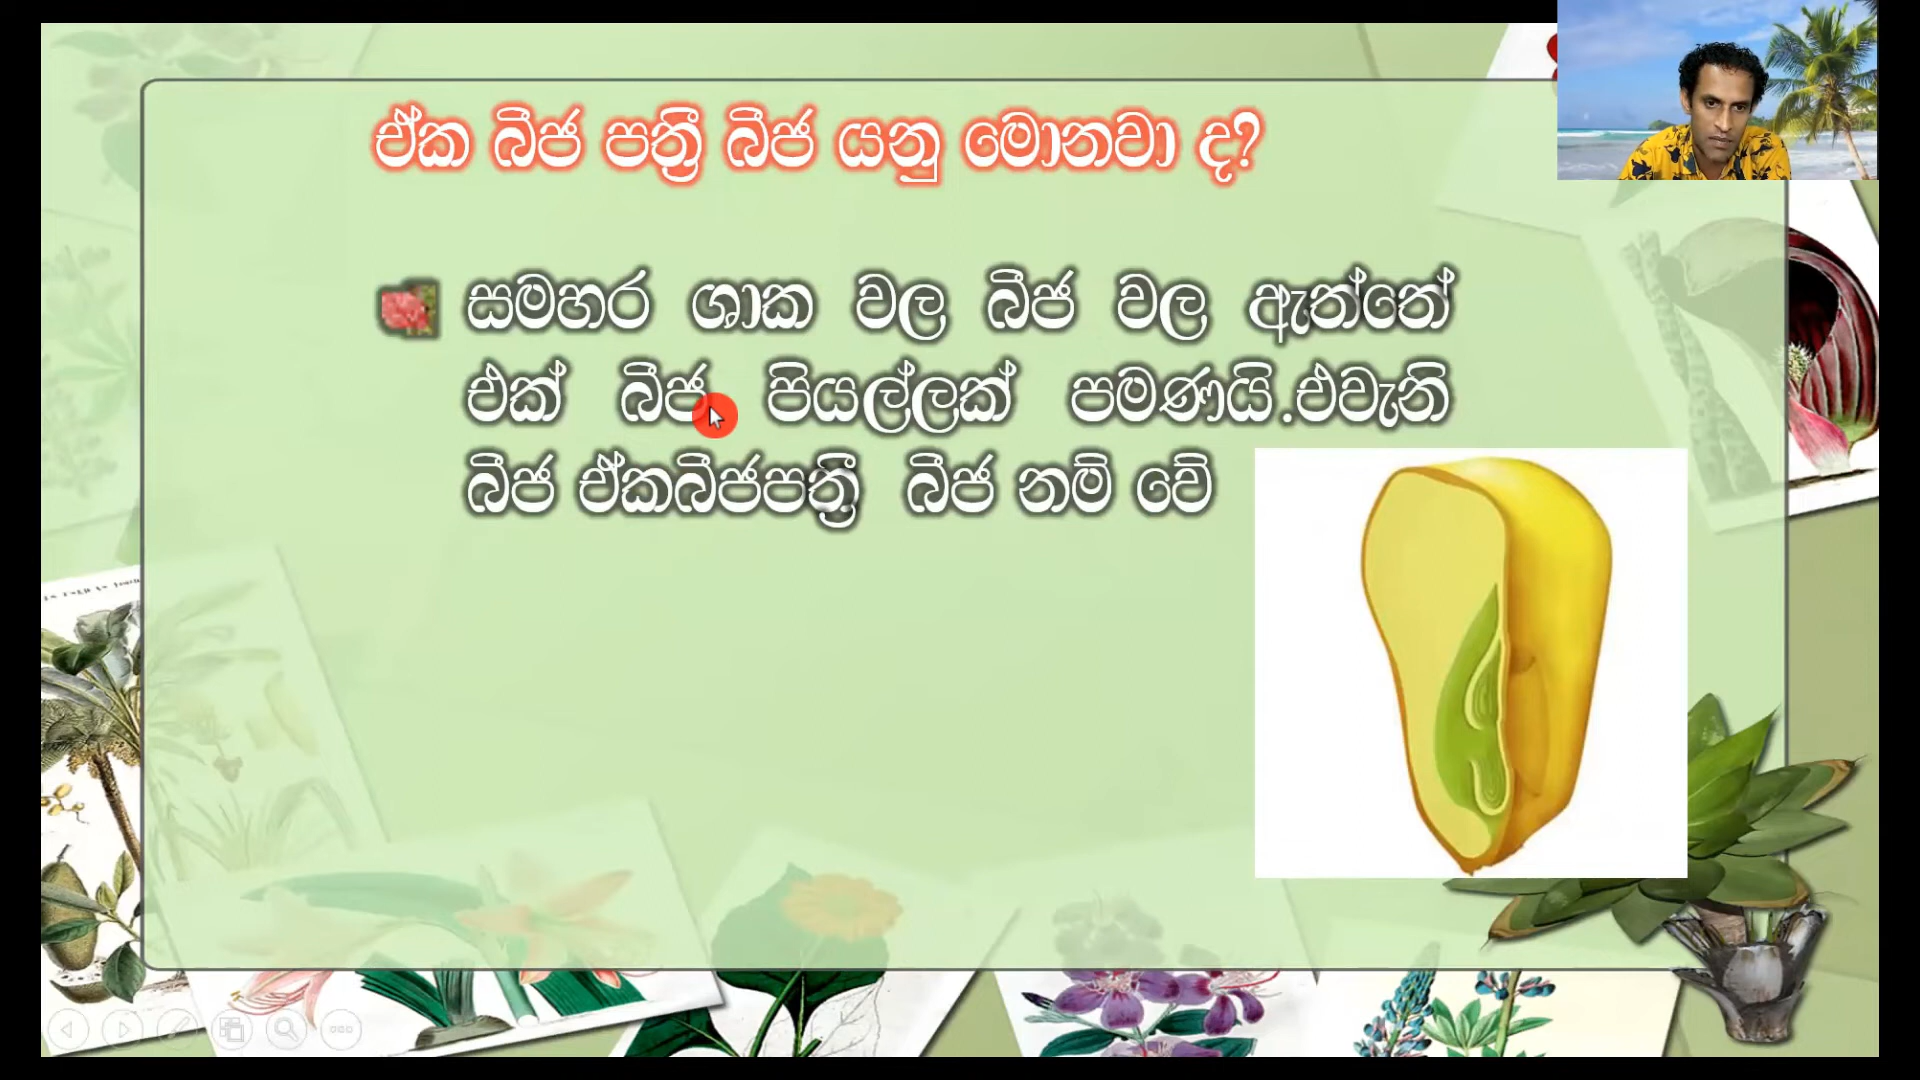 ඒක බීජ පත්‍රී බීජ යනු මොනවා ද?
සමහර ශාක වල බීජ වල ඇත්තේ
එක් බීජ පියල්ලක් පමණයි.එවැනි
බීජ ඒකබීජපත්‍රී බීජ නම් වේ